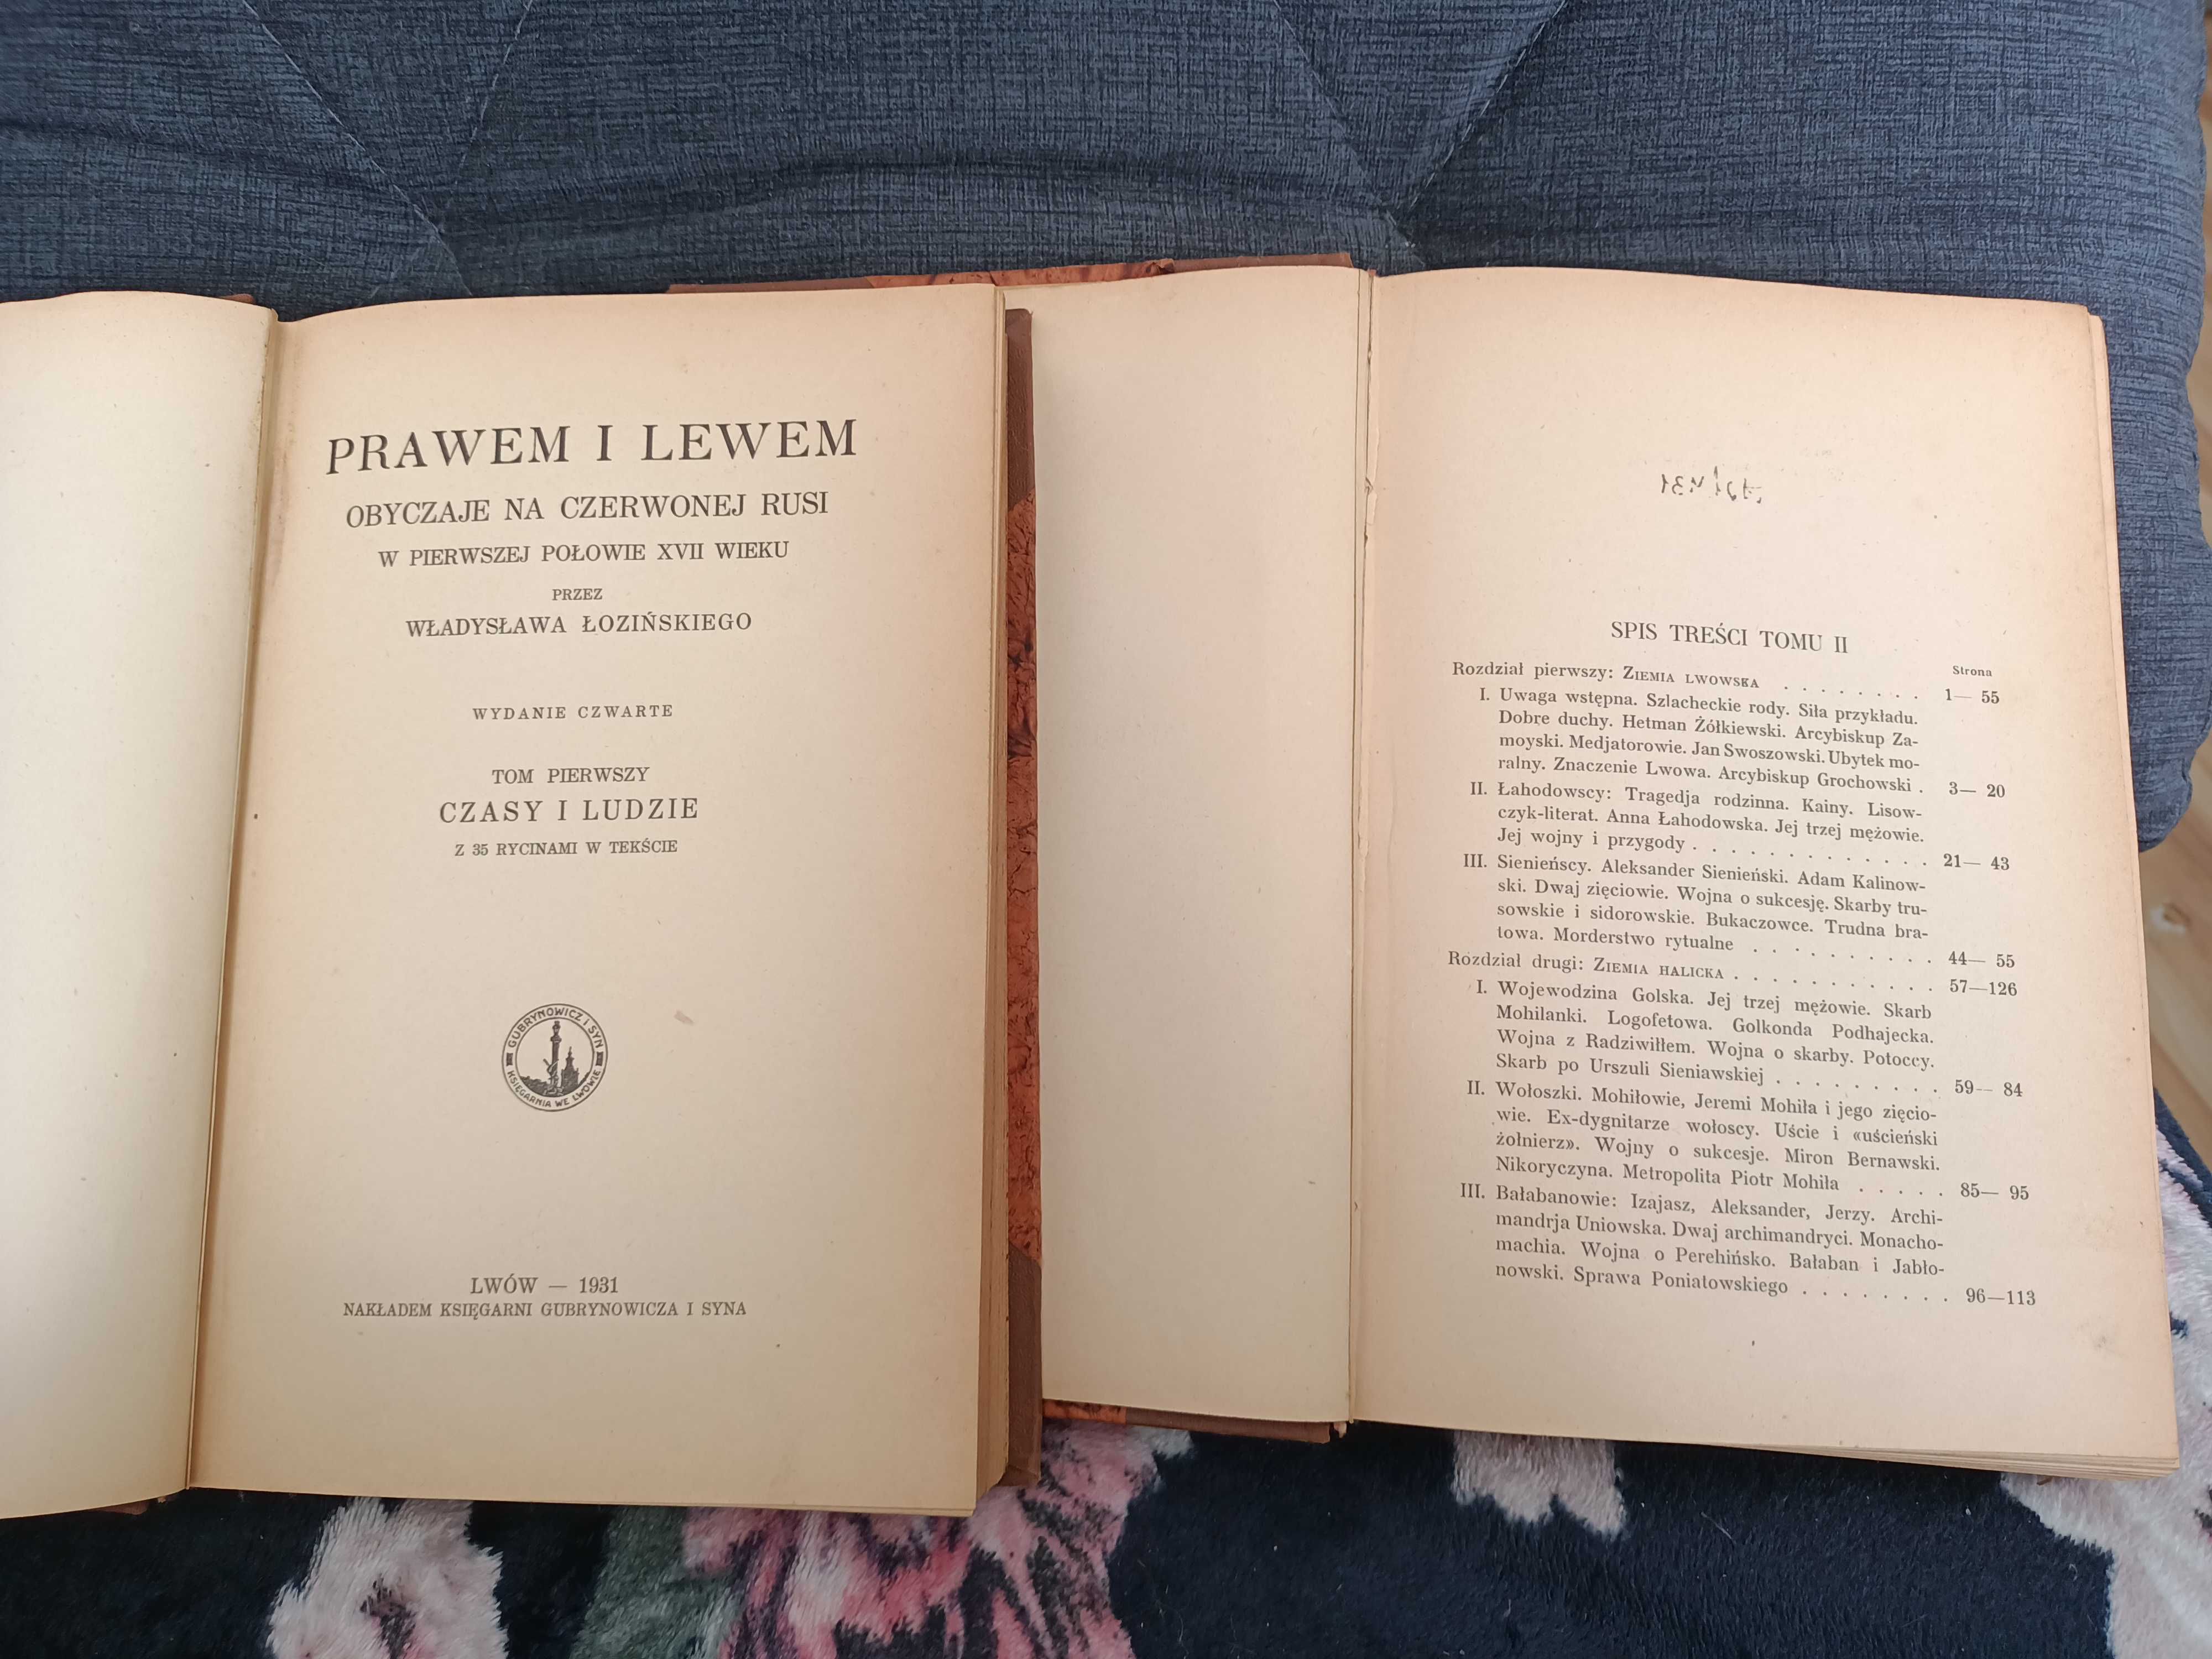 PRAWEM I LEWEM
OBYCZAJE NA CZERWONEJ RUSI
W PIERWSZEJ POŁOWIE XVII WIEKU
PRZEZ
WŁADYSŁAWA ŁOZIŃSKIEGO
WYDANIE CZWARTE
TOM PIERWSZY
CZASY I LUDZIE
Z 35 RYCINAMI W TEKŚCIE
GUBRYNOWICZ I SYN
KSIĘGARNIA WE LWOWIE
LWÓW — 1931
NAKŁADEM KSIĘGARNI GUBRYNOWICZA I SYNA
SPIS TREŚCI TOMU II
Strona
Rozdział pierwszy: ZIEMIA LWOWSKA . . . . . . . . 1— 55
I. Uwaga wstępna. Szlacheckie rody. Siła przykładu.
Dobre duchy. Hetman Żółkiewski. Arcybiskup Za-
moyski. Medjatorowie. Jan Swoszowski. Ubytek mo-
ralny. Znaczenie Lwowa. Arcybiskup Grochowski . 3— 20
II. Łahodowscy: Tragedja rodzinna. Kainy. Lisow-
czyk-literat. Anna Łahodowska. Jej trzej mężowie.
Jej wojny i przygody . . . . . . . . . . . . . 21— 43
III. Sienieńscy. Aleksander Sienieński. Adam Kalinow-
ski. Dwaj zięciowie. Wojna o sukcesję. Skarby tru-
sowskie i sidorowskie. Bukaczowce. Trudna bra-
towa. Morderstwo rytualne . . . . . . . . . . 44— 55
Rozdział drugi: ZIEMIA HALICKA . . . . . . . . . . 57—126
I. Wojewodzina Golska. Jej trzej mężowie. Skarb
Mohilanki. Logofetowa. Golkonda Podhajecka.
Wojna z Radziwiłłem. Wojna o skarby. Potoccy.
Skarb po Urszuli Sieniawskiej . . . . . . . . . 59— 84
II. Wołoszki. Mohiłowie, Jeremi Mohiła i jego zięcio-
wie. Ex-dygnitarze wołoscy. Uście i «uścieński
żołnierz». Wojny o sukcesje. Miron Bernawski.
Nikoryczyna. Metropolita Piotr Mohiła . . . . . 85— 95
III. Bałabanowie: Izajasz, Aleksander, Jerzy. Archi-
mandrja Uniowska. Dwaj archimandryci. Monacho-
machia. Wojna o Perehińsko. Bałaban i Jabło-
nowski. Sprawa Poniatowskiego . . . . . . . . 96—113